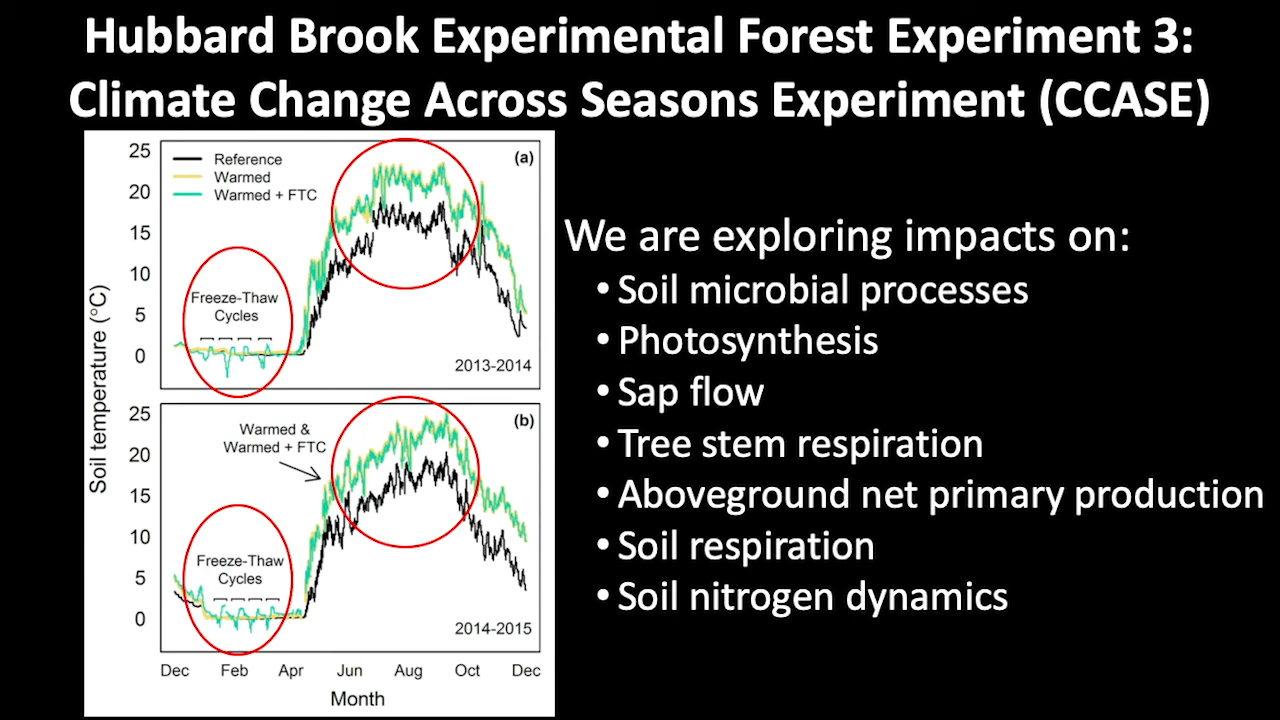 Hubbard Brook Experimental Forest Experiment 3:
Climate Change Across Seasons Experiment (CCASE)
Soil temperature (°C)
25
20
15
10
5
0
Reference
Warmed
Warmed + FTC
(a)
Freeze-Thaw
Cycles
2013-2014
25
20
15
10
5
0
(b)
Warmed &
Warmed + FTC
Freeze-Thaw
Cycles
2014-2015
Dec Feb Apr Jun Aug Oct Dec
Month
We are exploring impacts on:
• Soil microbial processes
• Photosynthesis
• Sap flow
• Tree stem respiration
• Aboveground net primary production
• Soil respiration
• Soil nitrogen dynamics